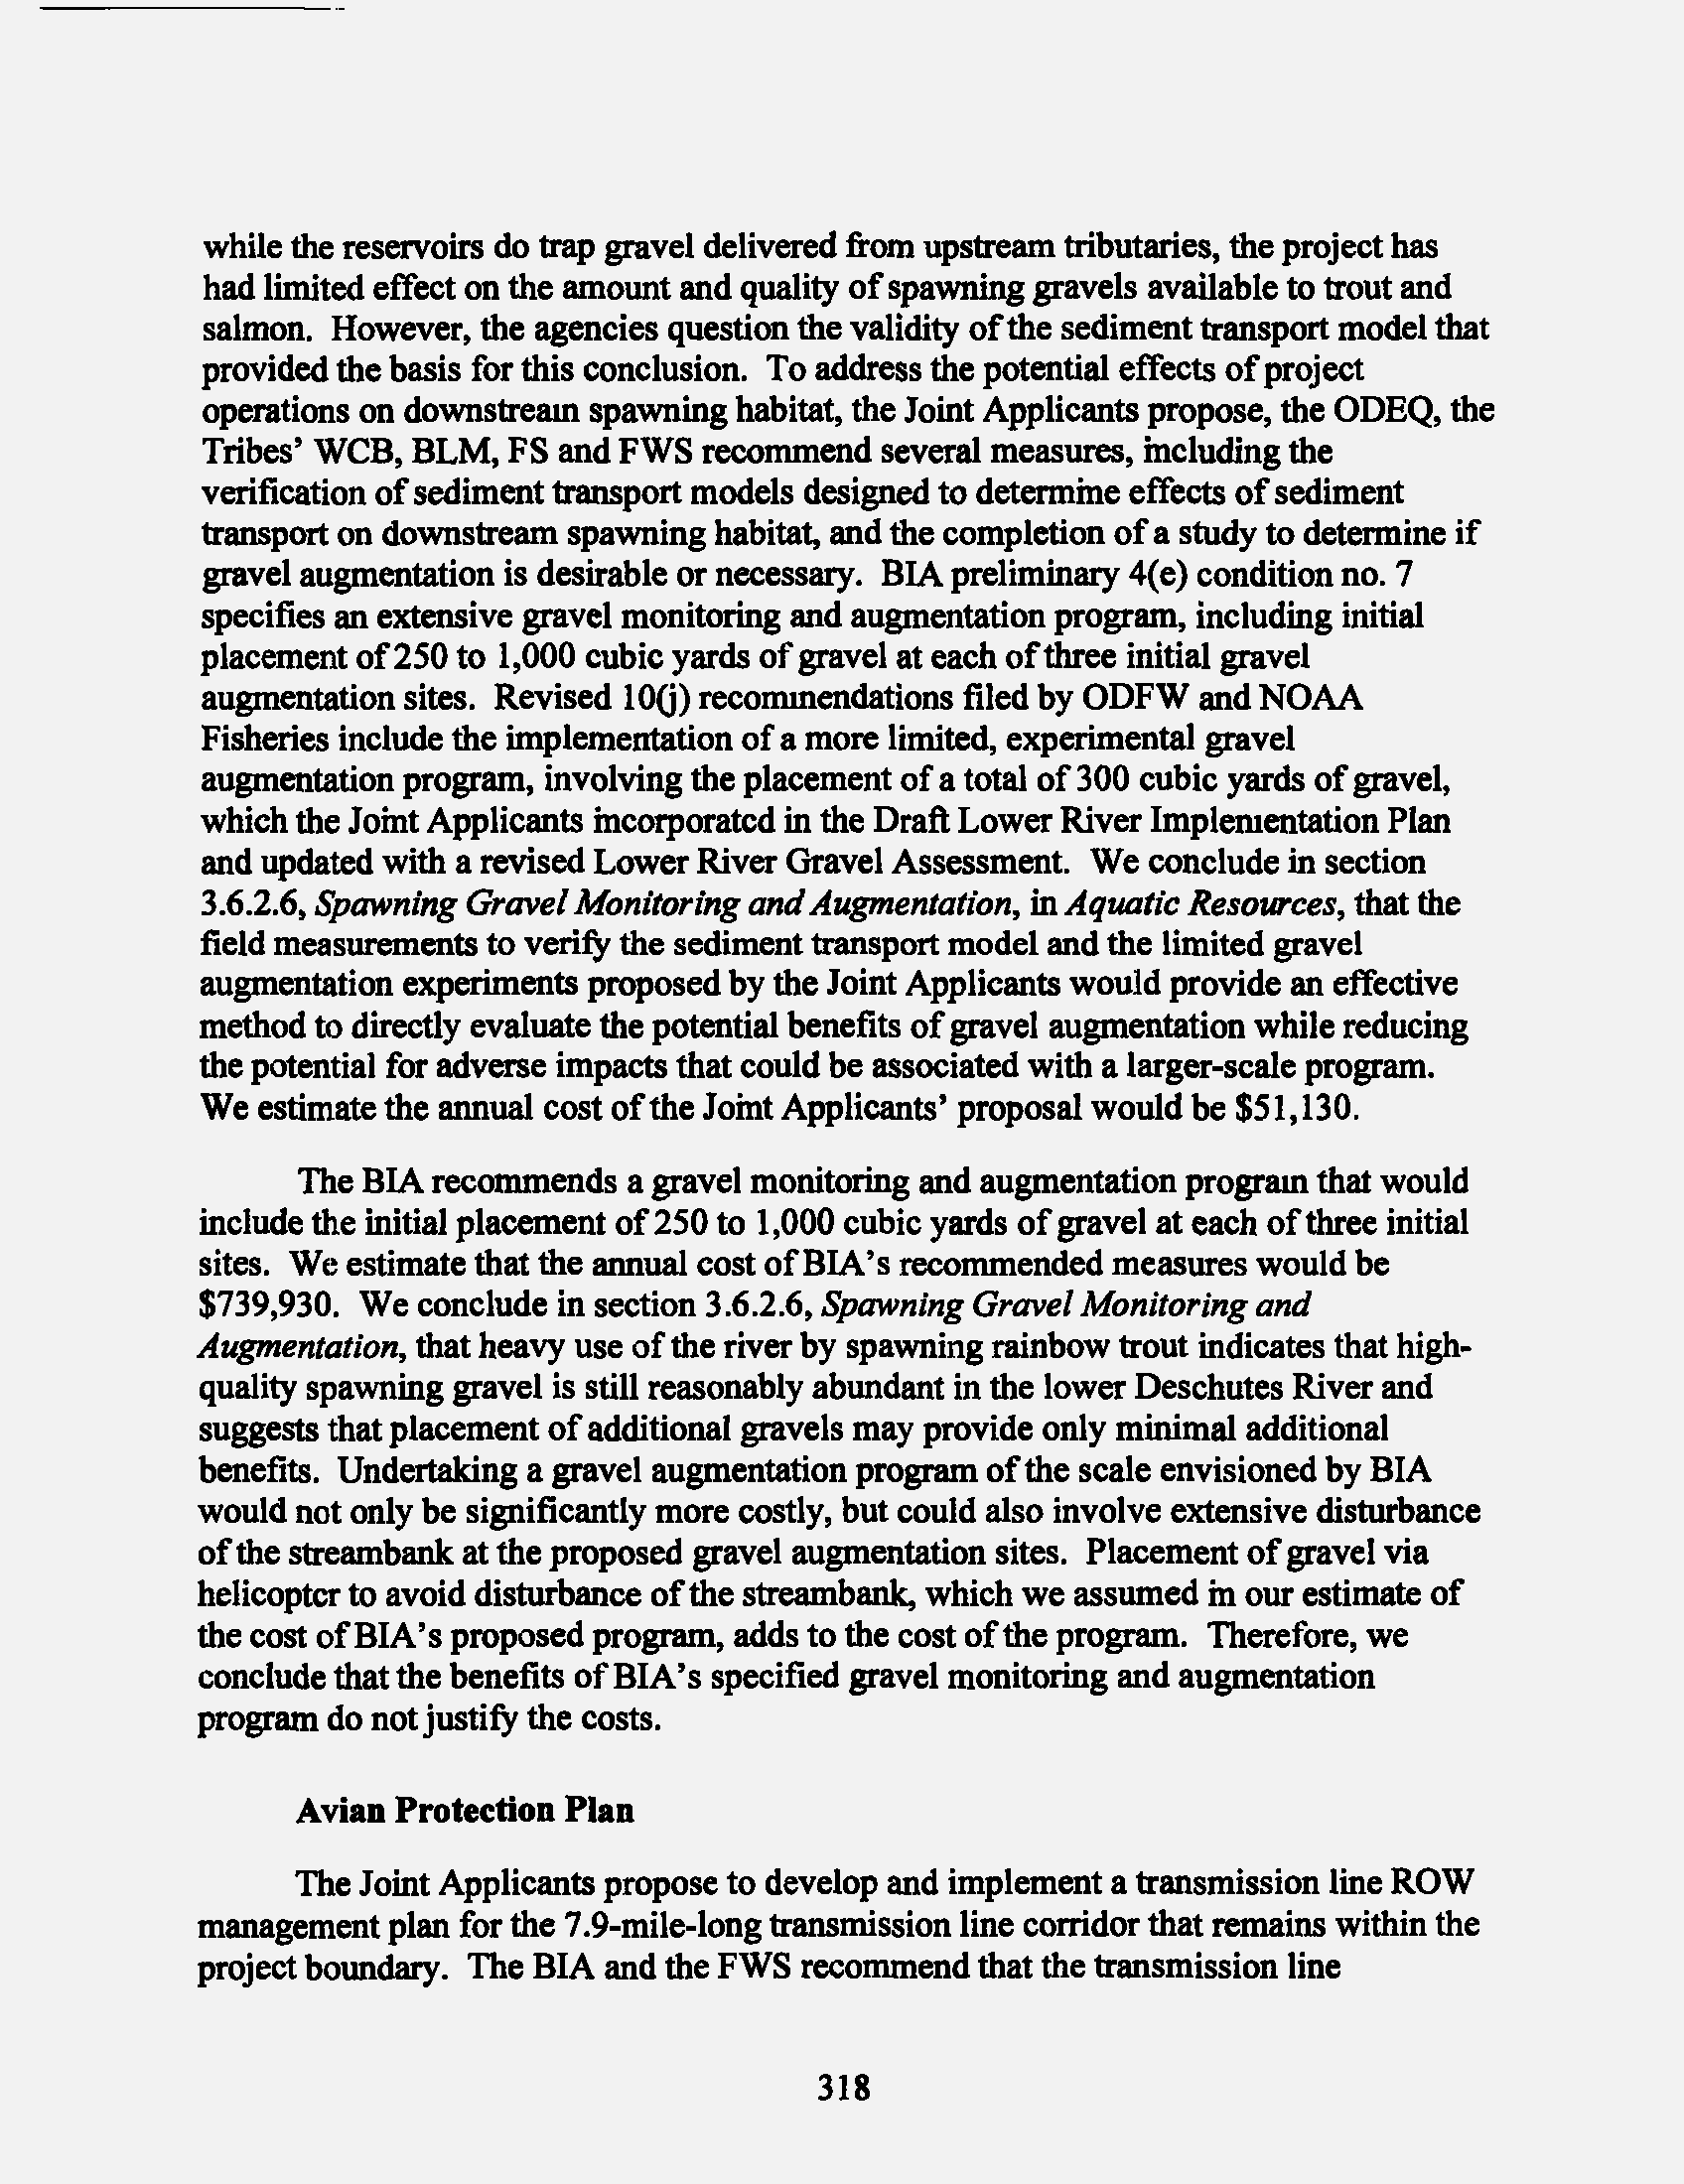 while the reservoirs do trap gravel delivered from upstream tributaries, the project has
had limited effect on the amount and quality of spawning gravels available to trout and
salmon. However, the agencies question the validity of the sediment transport model that
provided the basis for this conclusion. To address the potential effects of project
operations on downstream spawning habitat, the Joint Applicants propose, the ODEQ, the
Tribes' WCB, BLM, FS and FWS recommend several measures, including the
verification of sediment transport models designed to determine effects of sediment
transport on downstream spawning habitat, and the completion of a study to determine if
gravel augmentation is desirable or necessary. BIA preliminary 4(e) condition no. 7
specifies an extensive gravel monitoring and augmentation program, including initial
placement of 250 to 1,000 cubic yards of gravel at each of three initial gravel
augmentation sites. Revised 10(j) recommendations filed by ODFW and NOAA
Fisheries include the implementation of a more limited, experimental gravel
augmentation program, involving the placement of a total of 300 cubic yards of gravel,
which the Joint Applicants incorporated in the Draft Lower River Implementation Plan
and updated with a revised Lower River Gravel Assessment. We conclude in section
3.6.2.6, Spawning Gravel Monitoring and Augmentation, in Aquatic Resources, that the
field measurements to verify the sediment transport model and the limited gravel
augmentation experiments proposed by the Joint Applicants would provide an effective
method to directly evaluate the potential benefits of gravel augmentation while reducing
the potential for adverse impacts that could be associated with a larger-scale program.
We estimate the annual cost of the Joint Applicants' proposal would be $51,130.
The BIA recommends a gravel monitoring and augmentation program that would
include the initial placement of 250 to 1,000 cubic yards of gravel at each of three initial
sites. We estimate that the annual cost of BIA's recommended measures would be
$739,930. We conclude in section 3.6.2.6, Spawning Gravel Monitoring and
Augmentation, that heavy use of the river by spawning rainbow trout indicates that high-
quality spawning gravel is still reasonably abundant in the lower Deschutes River and
suggests that placement of additional gravels may provide only minimal additional
benefits. Undertaking a gravel augmentation program of the scale envisioned by BIA
would not only be significantly more costly, but could also involve extensive disturbance
of the streambank at the proposed gravel augmentation sites. Placement of gravel via
helicopter to avoid disturbance of the streambank, which we assumed in our estimate of
the cost of BIA's proposed program, adds to the cost of the program. Therefore, we
conclude that the benefits of BIA's specified gravel monitoring and augmentation
program do not justify the costs.
Avian Protection Plan
The Joint Applicants propose to develop and implement a transmission line ROW
management plan for the 7.9-mile-long transmission line corridor that remains within the
project boundary. The BIA and the FWS recommend that the transmission line
318